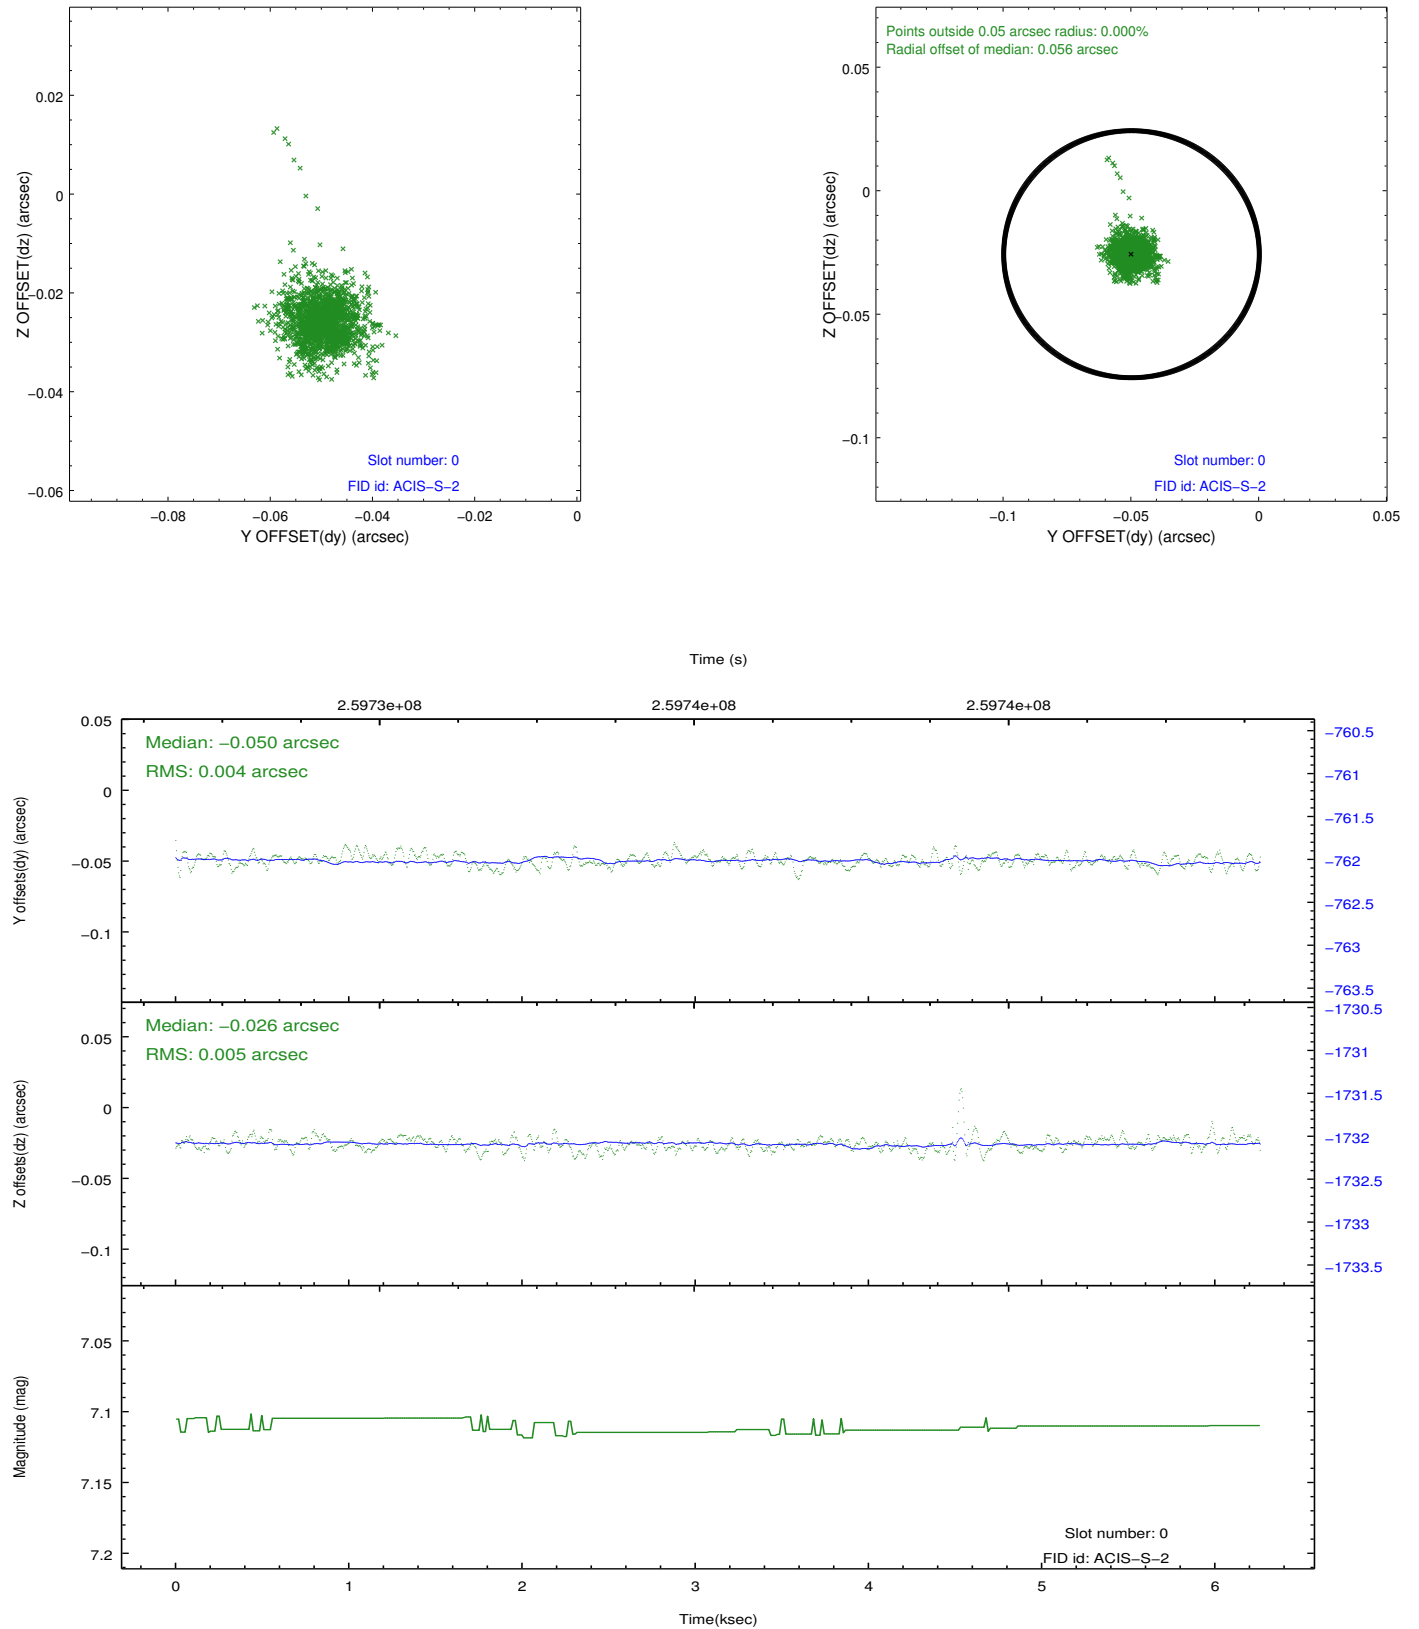 0.02
0
−0.02
−0.04
−0.06
Z OFFSET(dz) (arcsec)
Slot number: 0
FID id: ACIS−S−2
−0.08
−0.06
−0.04
−0.02
0
Y OFFSET(dy) (arcsec)
Points outside 0.05 arcsec radius: 0.000%
Radial offset of median: 0.056 arcsec
0.05
0
−0.05
−0.1
Z OFFSET(dz) (arcsec)
Slot number: 0
FID id: ACIS−S−2
−0.1
−0.05
0
0.05
Y OFFSET(dy) (arcsec)
Time (s)
2.5973e+08
2.5974e+08
2.5974e+08
Median: −0.050 arcsec
RMS: 0.004 arcsec
0.05
0
−0.05
−0.1
Y offsets(dy) (arcsec)
−760.5
−761
−761.5
−762
−762.5
−763
−763.5
Median: −0.026 arcsec
RMS: 0.005 arcsec
0.05
0
−0.05
−0.1
Z offsets(dz) (arcsec)
−1730.5
−1731
−1731.5
−1732
−1732.5
−1733
−1733.5
7.05
7.1
7.15
7.2
Magnitude (mag)
Slot number: 0
FID id: ACIS−S−2
0
1
2
3
4
5
6
Time(ksec)